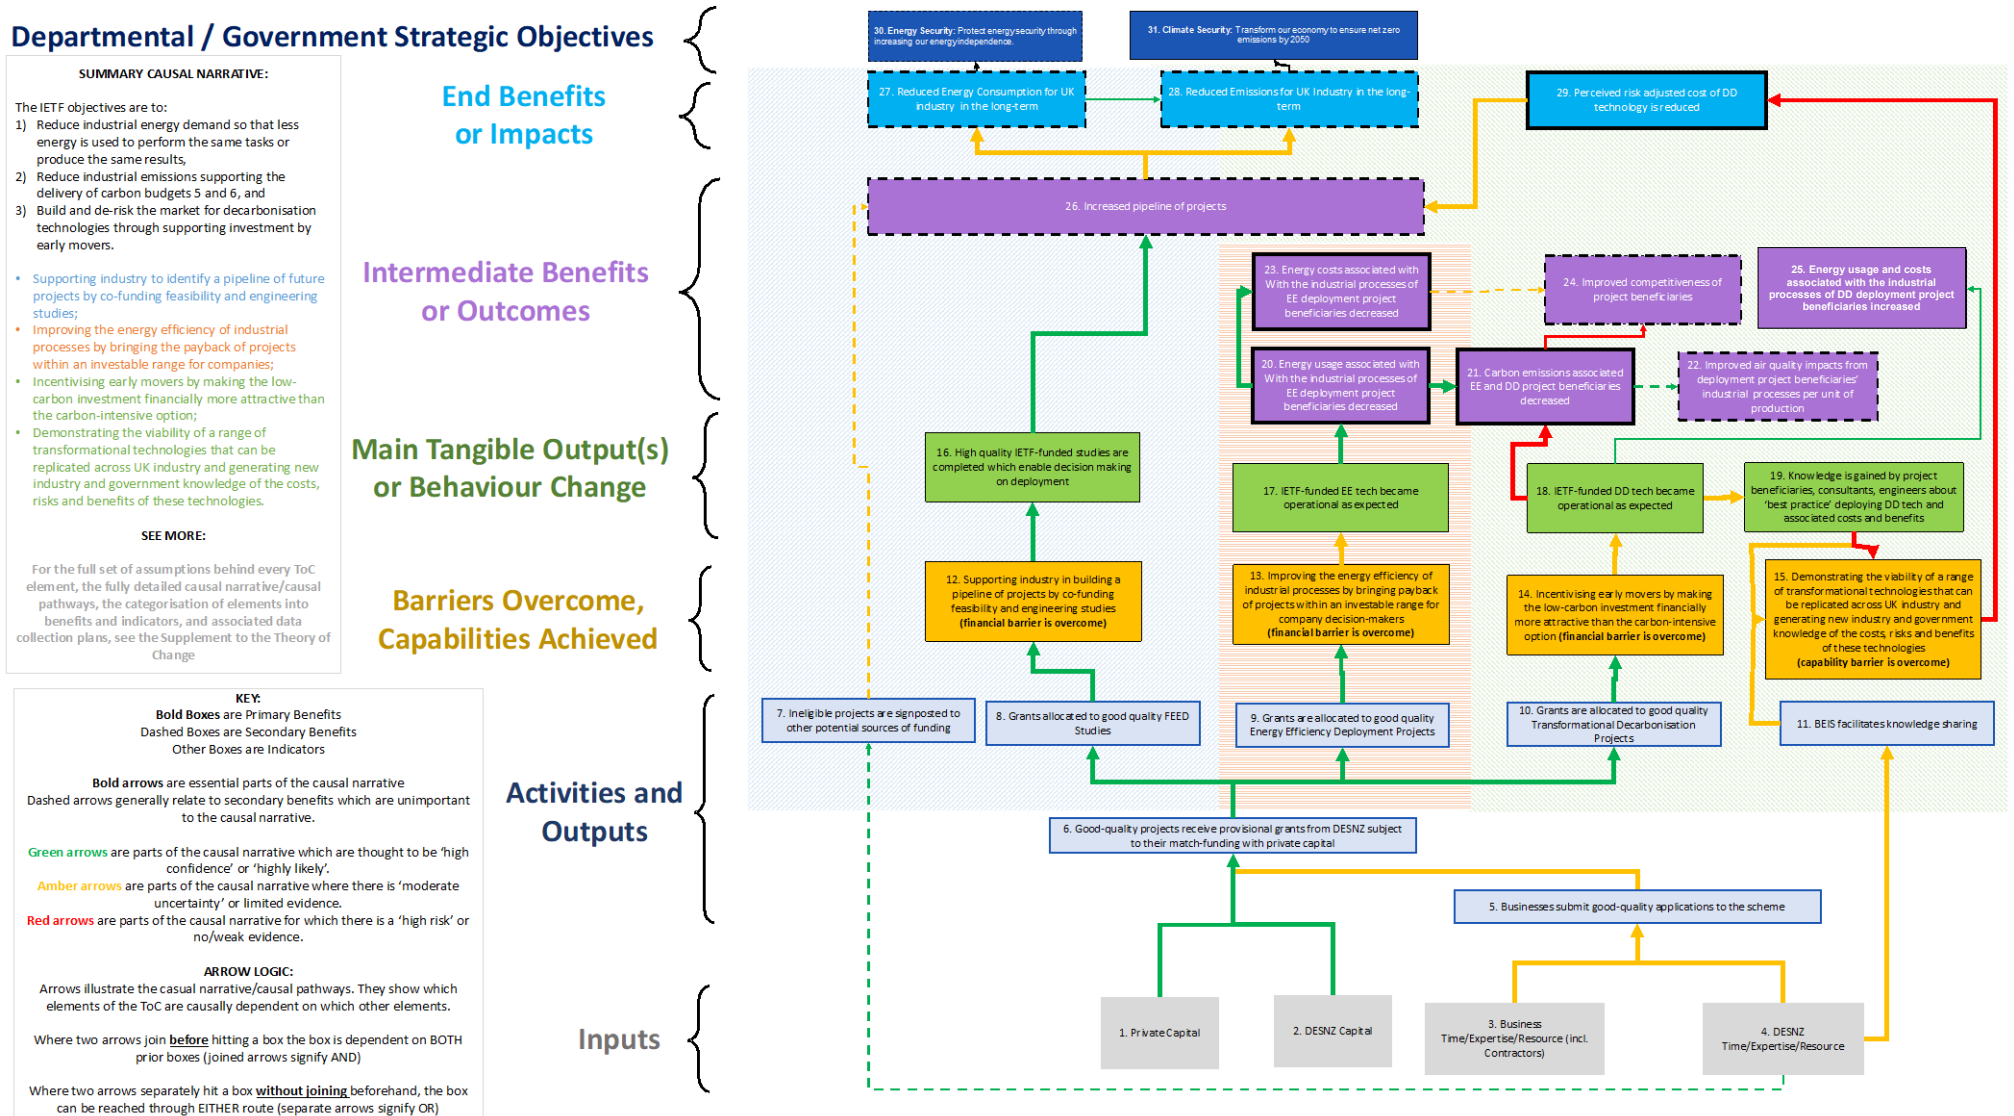 Departmental / Government Strategic Objectives
SUMMARY CAUSAL NARRATIVE:
The IETF objectives are to:
1) Reduce industrial energy demand so that less
energy is used to perform the same tasks or
produce the same results,
2) Reduce industrial emissions supporting the
delivery of carbon budgets 5 and 6, and
3) Build and de-risk the market for decarbonisation
technologies through supporting investment by
early movers.
• Supporting industry to identify a pipeline of future
projects by co-funding feasibility and engineering
studies;
• Improving the energy efficiency of industrial
processes by bringing the payback of projects
within an investable range for companies;
• Incentivising early movers by making the low-
carbon investment financially more attractive than
the carbon-intensive option;
• Demonstrating the viability of a range of
transformational technologies that can be
replicated across UK industry and generating new
industry and government knowledge of the costs,
risks and benefits of these technologies.
SEE MORE:
For the full set of assumptions behind every ToC
element, the fully detailed causal narrative/causal
pathways, the categorisation of elements into
benefits and indicators, and associated data
collection plans, see the Supplement to the Theory of
Change
KEY:
Bold Boxes are Primary Benefits
Dashed Boxes are Secondary Benefits
Other Boxes are Indicators
Bold arrows are essential parts of the causal narrative
Dashed arrows generally relate to secondary benefits which are unimportant
to the causal narrative.
Green arrows are parts of the causal narrative which are thought to be 'high
confidence' or 'highly likely'.
Amber arrows are parts of the causal narrative where there is 'moderate
uncertainty' or limited evidence.
Red arrows are parts of the causal narrative for which there is a 'high risk' or
no/weak evidence.
ARROW LOGIC:
Arrows illustrate the casual narrative/causal pathways. They show which
elements of the ToC are causally dependent on which other elements.
Where two arrows join before hitting a box the box is dependent on BOTH
prior boxes (joined arrows signify AND)
Where two arrows separately hit a box without joining beforehand, the box
can be reached through EITHER route (separate arrows signify OR)
End Benefits
or Impacts
Intermediate Benefits
or Outcomes
Main Tangible Output(s)
or Behaviour Change
Barriers Overcome,
Capabilities Achieved
Activities and
Outputs
Inputs
30. Energy Security: Protect energy security through
increasing our energy independence.
31. Climate Security: Transform our economy to ensure net zero
emissions by 2050
27. Reduced Energy Consumption for UK
industry in the long-term
28. Reduced Emissions for UK Industry in the long-
term
29. Perceived risk adjusted cost of DD
technology is reduced
26. Increased pipeline of projects
23. Energy costs associated with
With the industrial processes of
EE deployment project
beneficiaries decreased
24. Improved competitiveness of
project beneficiaries
25. Energy usage and costs
associated with the industrial
processes of DD deployment project
beneficiaries increased
20. Energy usage associated with
With the industrial processes of
EE deployment project
beneficiaries decreased
21. Carbon emissions associated
EE and DD project beneficiaries
decreased
22. Improved air quality impacts from
deployment project beneficiaries'
industrial processes per unit of
production
16. High quality IETF-funded studies are
completed which enable decision making
on deployment
17. IETF-funded EE tech became
operational as expected
18. IETF-funded DD tech became
operational as expected
19. Knowledge is gained by project
beneficiaries, consultants, engineers about
'best practice' deploying DD tech and
associated costs and benefits
12. Supporting industry in building a
pipeline of projects by co-funding
feasibility and engineering studies
(financial barrier is overcome)
13. Improving the energy efficiency of
industrial processes by bringing payback
of projects within an investable range for
company decision-makers
(financial barrier is overcome)
14. Incentivising early movers by making
the low-carbon investment financially
more attractive than the carbon-intensive
option (financial barrier is overcome)
15. Demonstrating the viability of a range
of transformational technologies that can
be replicated across UK industry and
generating new industry and government
knowledge of the costs, risks and benefits
of these technologies
(capability barrier is overcome)
7. Ineligible projects are signposted to
other potential sources of funding
8. Grants allocated to good quality FEED
Studies
9. Grants are allocated to good quality
Energy Efficiency Deployment Projects
10. Grants are allocated to good quality
Transformational Decarbonisation
Projects
11. BEIS facilitates knowledge sharing
6. Good-quality projects receive provisional grants from DESNZ subject
to their match-funding with private capital
5. Businesses submit good-quality applications to the scheme
1. Private Capital
2. DESNZ Capital
3. Business
Time/Expertise/Resource (incl.
Contractors)
4. DESNZ
Time/Expertise/Resource